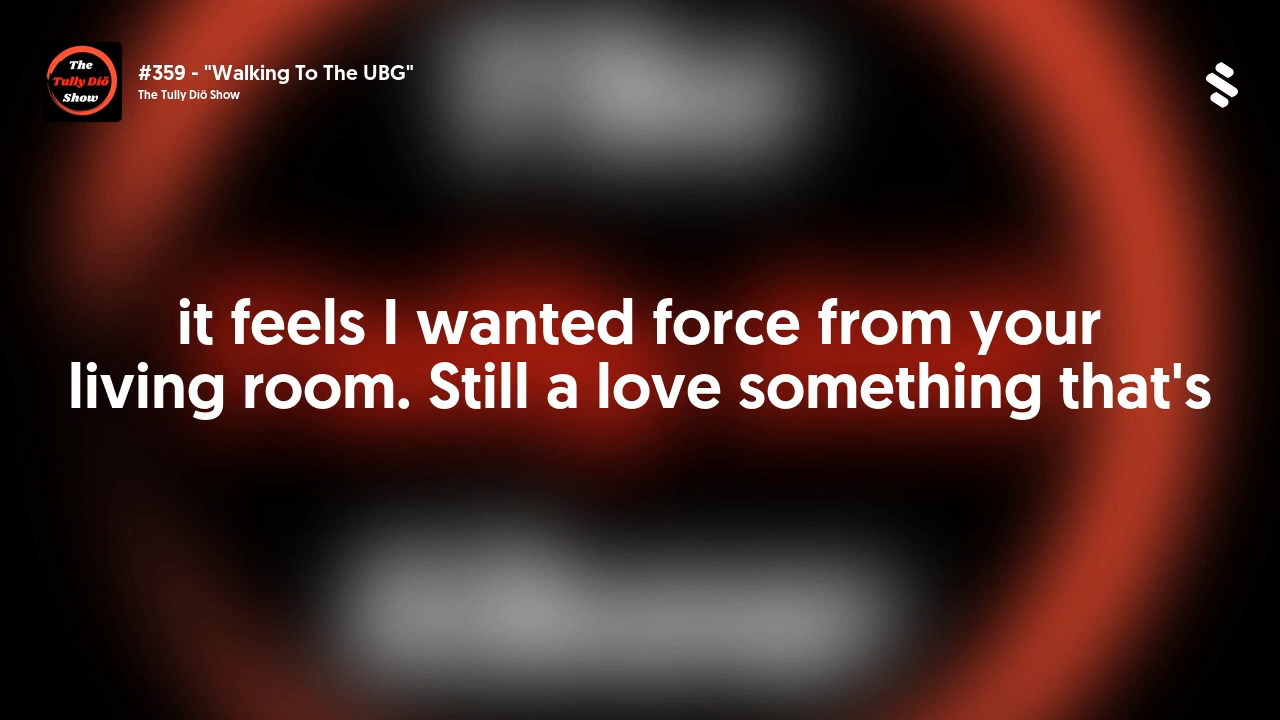 The
Tully Diö
Show
#359 - "Walking To The UBG"
The Tully Diö Show
it feels I wanted force from your
living room. Still a love something that's